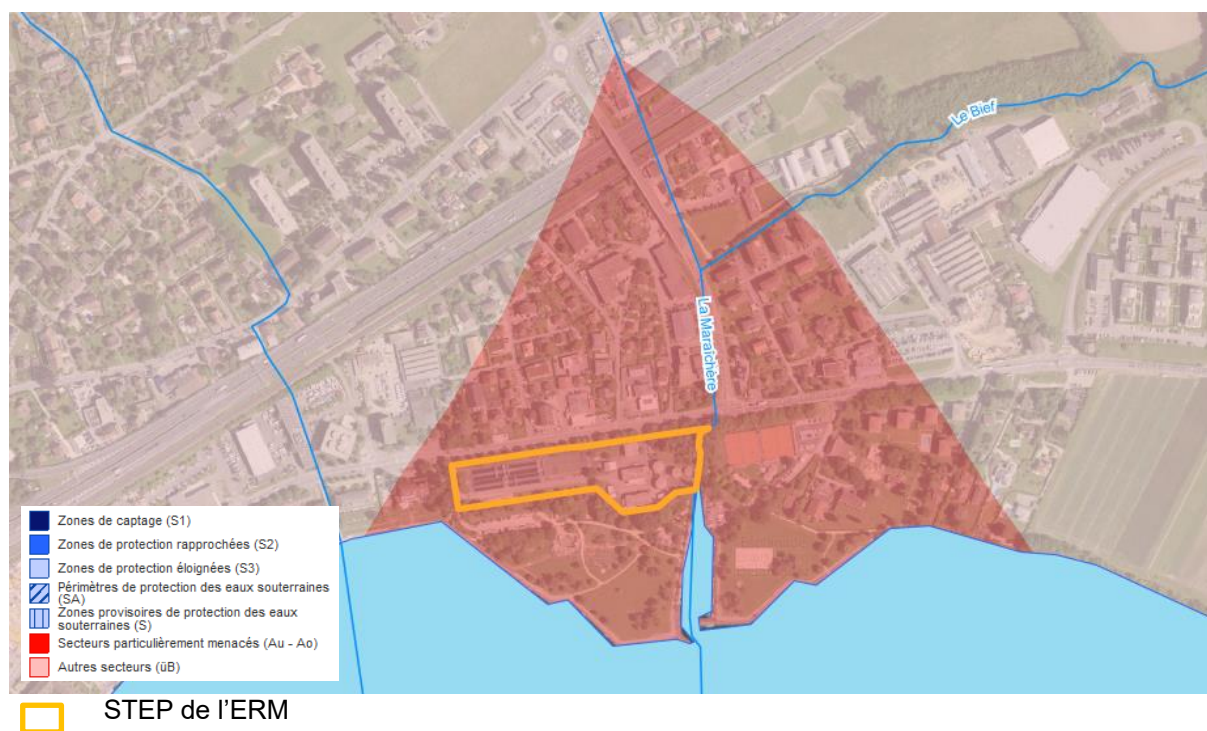 Le Bief
La Maraîchère
Zones de captage (S1)
Zones de protection rapprochées (S2)
Zones de protection éloignées (S3)
Périmètres de protection des eaux souterraines
(SA)
Zones provisoires de protection des eaux
souterraines (S)
Secteurs particulièrement menacés (Au - Ao)
Autres secteurs (üB)
STEP de l'ERM